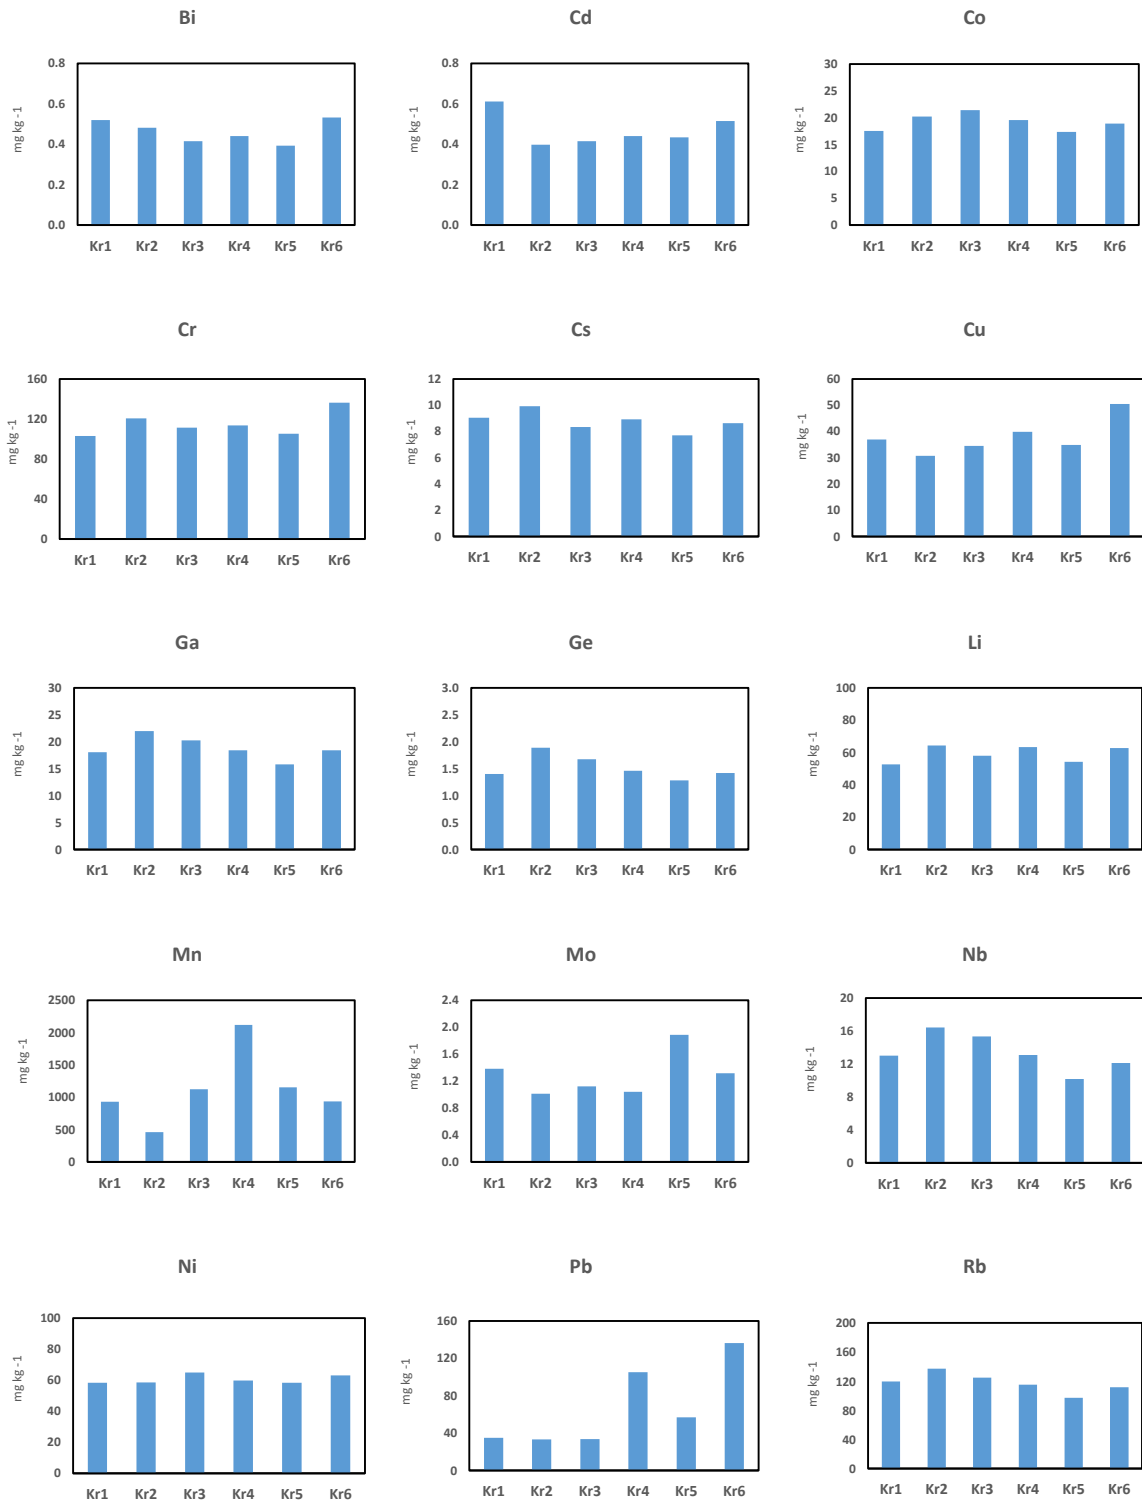 Bi
Cd
Co
mg kg -1
0.8
0.6
0.4
0.2
0.0
Kr1 Kr2 Kr3 Kr4 Kr5 Kr6
mg kg -1
0.8
0.6
0.4
0.2
0.0
Kr1 Kr2 Kr3 Kr4 Kr5 Kr6
mg kg -1
30
25
20
15
10
5
0
Kr1 Kr2 Kr3 Kr4 Kr5 Kr6
Cr
Cs
Cu
mg kg -1
160
120
80
40
0
Kr1 Kr2 Kr3 Kr4 Kr5 Kr6
mg kg -1
12
10
8
6
4
2
0
Kr1 Kr2 Kr3 Kr4 Kr5 Kr6
mg kg -1
60
50
40
30
20
10
0
Kr1 Kr2 Kr3 Kr4 Kr5 Kr6
Ga
Ge
Li
mg kg -1
30
25
20
15
10
5
0
Kr1 Kr2 Kr3 Kr4 Kr5 Kr6
mg kg -1
3.0
2.5
2.0
1.5
1.0
0.5
0.0
Kr1 Kr2 Kr3 Kr4 Kr5 Kr6
mg kg -1
100
80
60
40
20
0
Kr1 Kr2 Kr3 Kr4 Kr5 Kr6
Mn
Mo
Nb
mg kg -1
2500
2000
1500
1000
500
0
Kr1 Kr2 Kr3 Kr4 Kr5 Kr6
mg kg -1
2.4
2.0
1.6
1.2
0.8
0.4
0.0
Kr1 Kr2 Kr3 Kr4 Kr5 Kr6
mg kg -1
20
16
12
8
4
0
Kr1 Kr2 Kr3 Kr4 Kr5 Kr6
Ni
Pb
Rb
mg kg -1
100
80
60
40
20
0
Kr1 Kr2 Kr3 Kr4 Kr5 Kr6
mg kg -1
160
120
80
40
0
Kr1 Kr2 Kr3 Kr4 Kr5 Kr6
mg kg -1
200
160
120
80
40
0
Kr1 Kr2 Kr3 Kr4 Kr5 Kr6